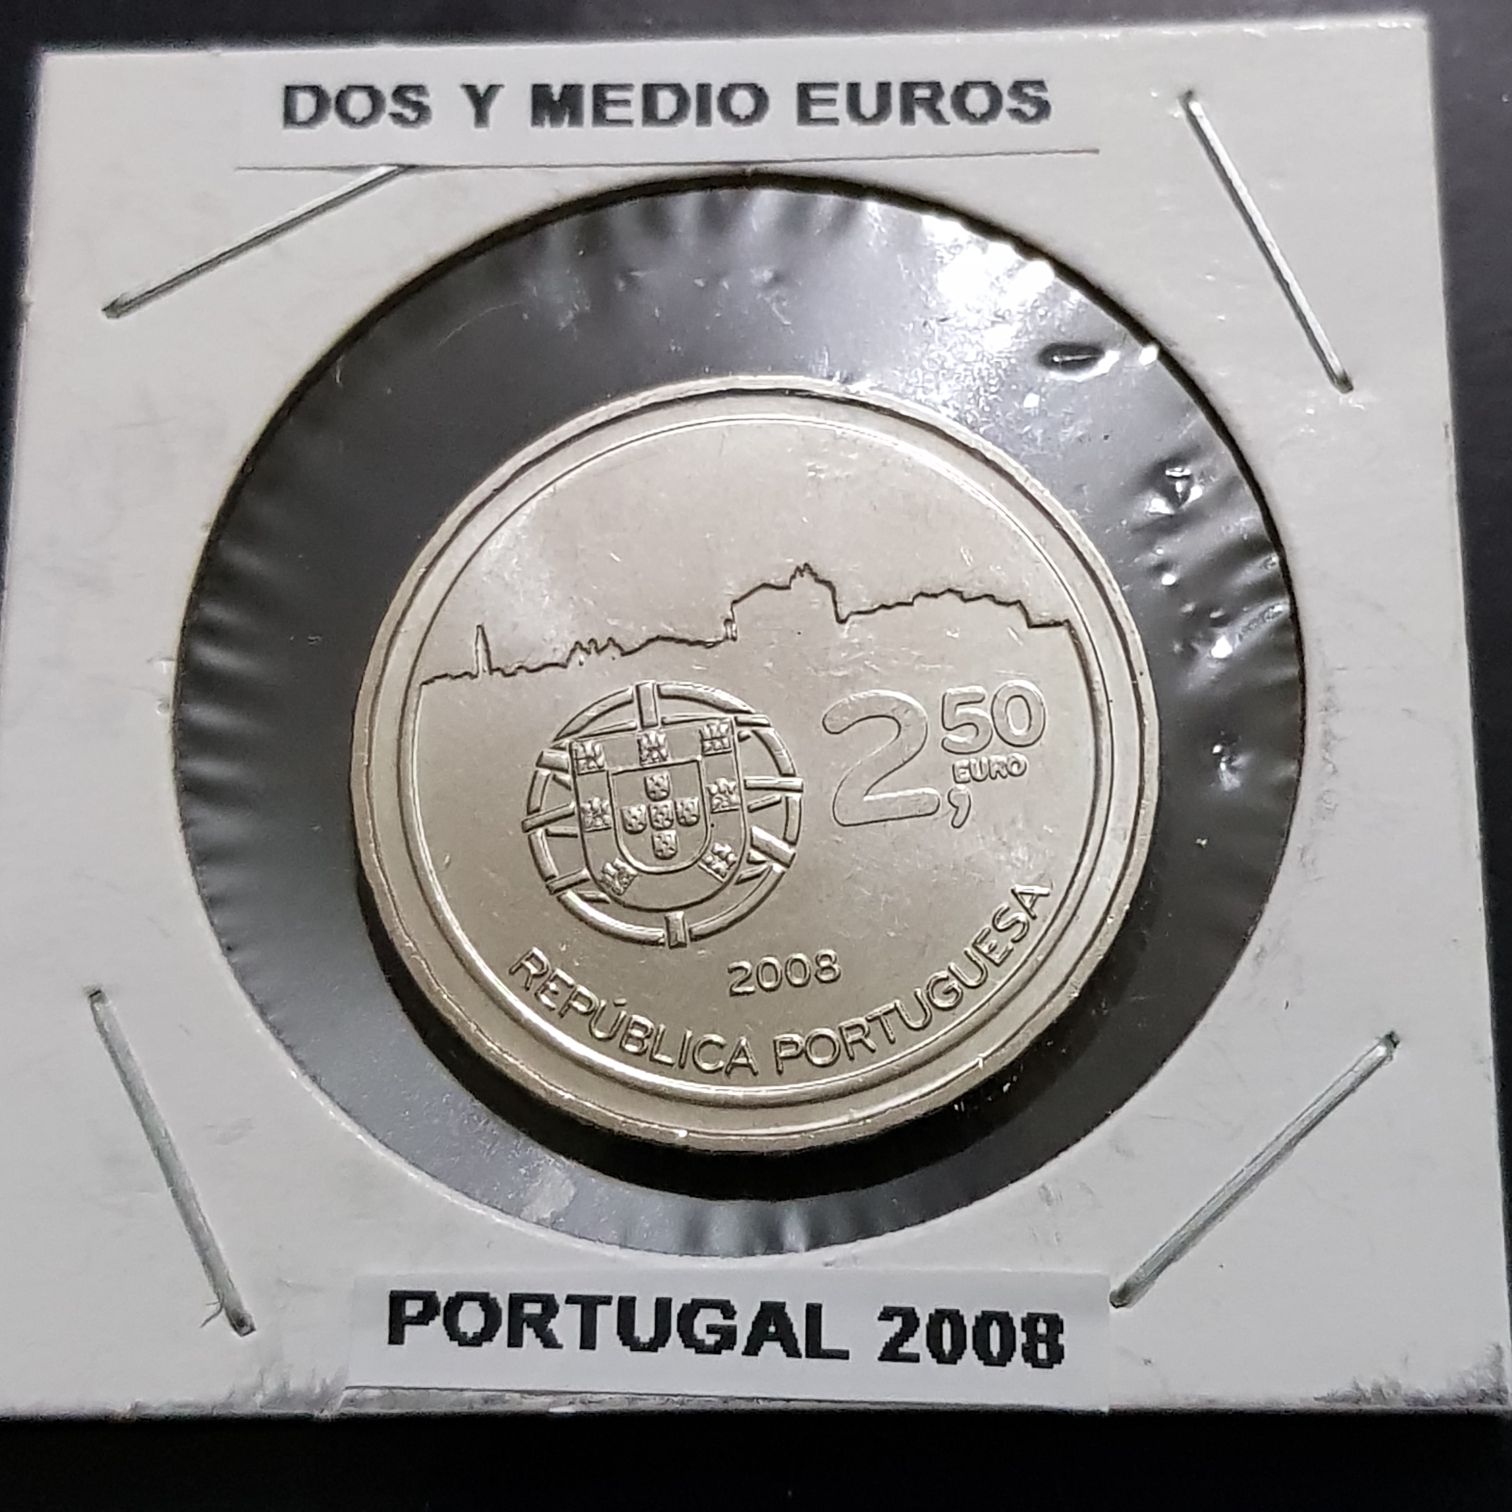 DOS Y MEDIO EUROS
2,50
EURO
2008
REPÚBLICA PORTUGUESA
PORTUGAL 2008